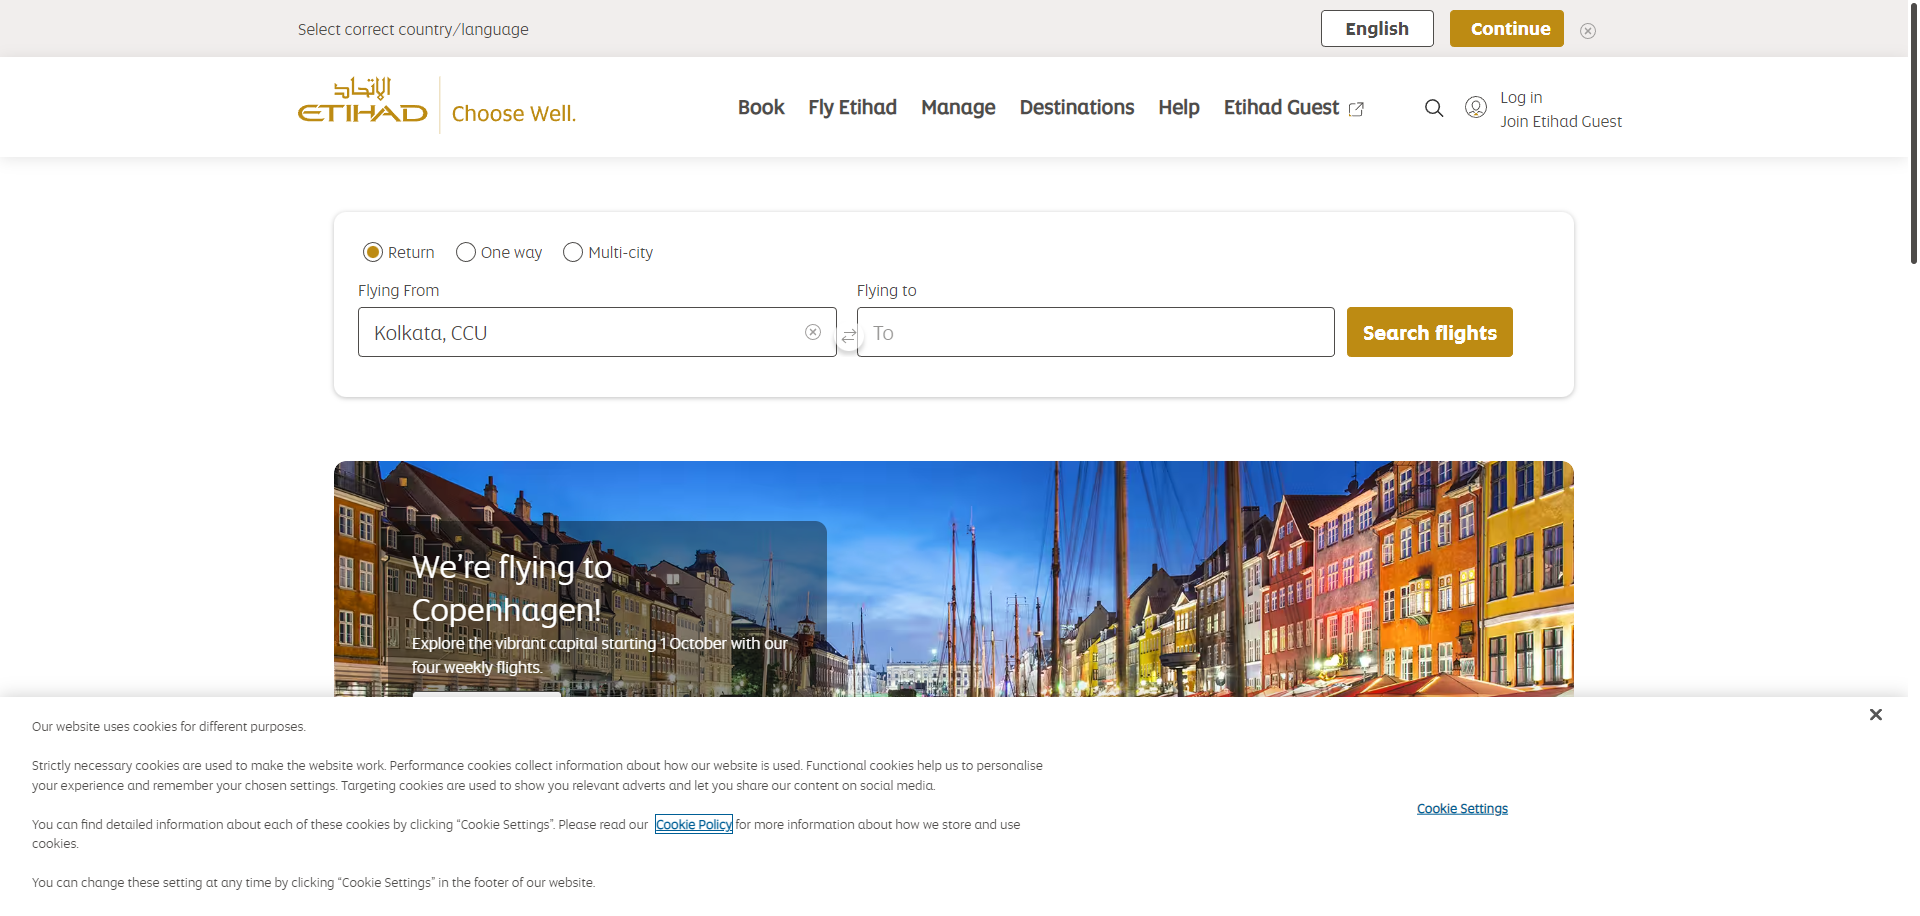 Select correct country/language
English
Continue
الإتحاد
ETIHAD
Choose Well.
Book
Fly Etihad
Manage
Destinations
Help
Etihad Guest
Log in
Join Etihad Guest
Return
One way
Multi-city
Flying From
Flying to
Kolkata, CCU
To
Search flights
We’re flying to
Copenhagen!
Explore the vibrant capital starting 1 October with our
four weekly flights.
Our website uses cookies for different purposes.
Strictly necessary cookies are used to make the website work. Performance cookies collect information about how our website is used. Functional cookies help us to personalise
your experience and remember your chosen settings. Targeting cookies are used to show you relevant adverts and let you share our content on social media.
You can find detailed information about each of these cookies by clicking “Cookie Settings”. Please read our Cookie Policy for more information about how we store and use
cookies.
You can change these setting at any time by clicking “Cookie Settings” in the footer of our website.
Cookie Settings